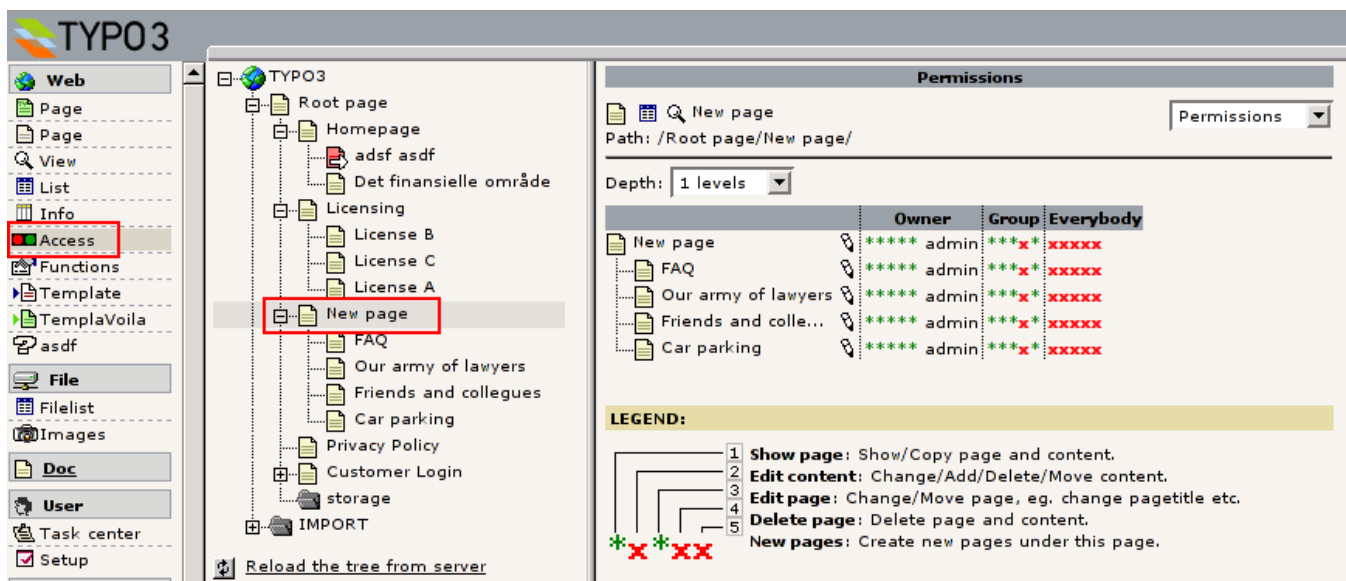 TYPO3
Web
Page
Page
View
List
Info
Access
Functions
Template
TemplaVoila
asdf
File
Filelist
Images
Doc
User
Task center
Setup
TYPO3
Root page
Homepage
adsf asdf
Det finansielle område
Licensing
License B
License C
License A
New page
FAQ
Our army of lawyers
Friends and collegues
Car parking
Privacy Policy
Customer Login
storage
IMPORT
Reload the tree from server
Permissions
New page
Permissions
Path: /Root page/New page/
Depth: 1 levels
Owner Group Everybody
New page ***** admin ***x* xxxxx
FAQ ***** admin ***x* xxxxx
Our army of lawyers ***** admin ***x* xxxxx
Friends and colle... ***** admin ***x* xxxxx
Car parking ***** admin ***x* xxxxx
LEGEND:
1 Show page: Show/Copy page and content.
2 Edit content: Change/Add/Delete/Move content.
3 Edit page: Change/Move page, eg. change pagetitle etc.
4 Delete page: Delete page and content.
5 New pages: Create new pages under this page.
*x*xx